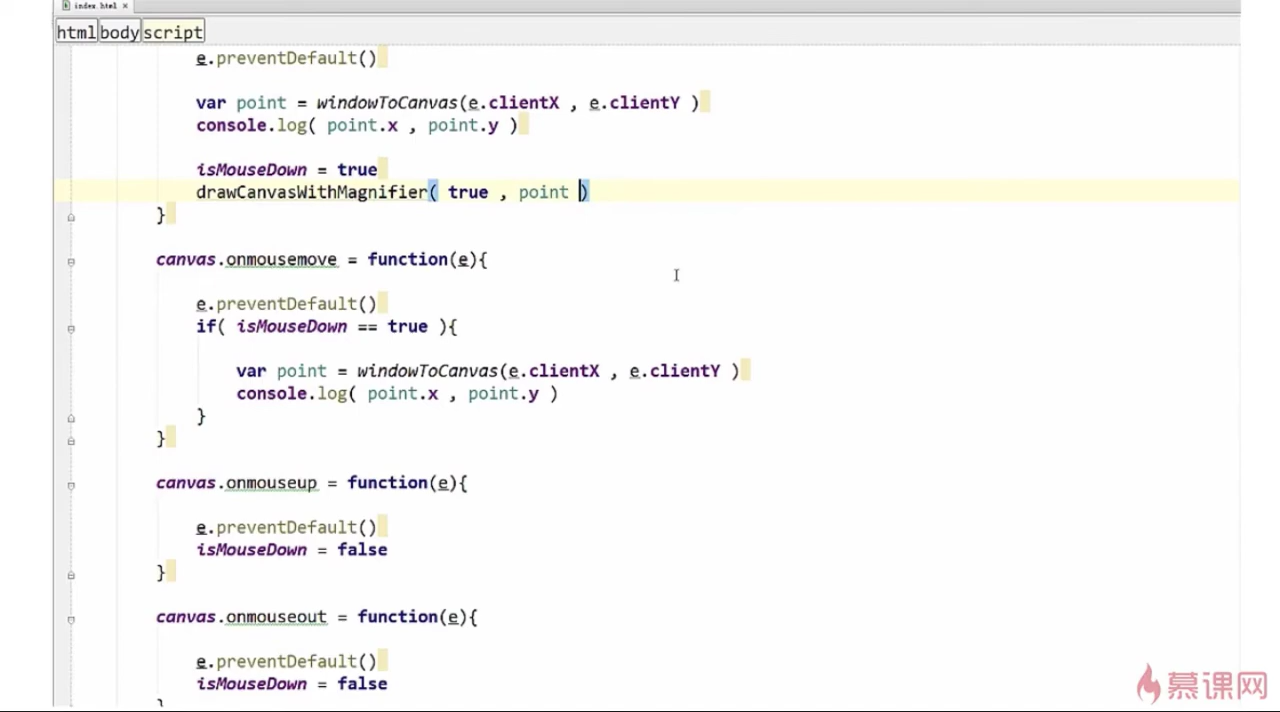 index.html ×
html body script
e.preventDefault()
var point = windowToCanvas(e.clientX , e.clientY )
console.log( point.x , point.y )
isMouseDown = true
drawCanvasWithMagnifier( true , point )
}
canvas.onmousemove = function(e){
e.preventDefault()
if( isMouseDown == true ){
var point = windowToCanvas(e.clientX , e.clientY )
console.log( point.x , point.y )
}
}
canvas.onmouseup = function(e){
e.preventDefault()
isMouseDown = false
}
canvas.onmouseout = function(e){
e.preventDefault()
isMouseDown = false
}
慕课网